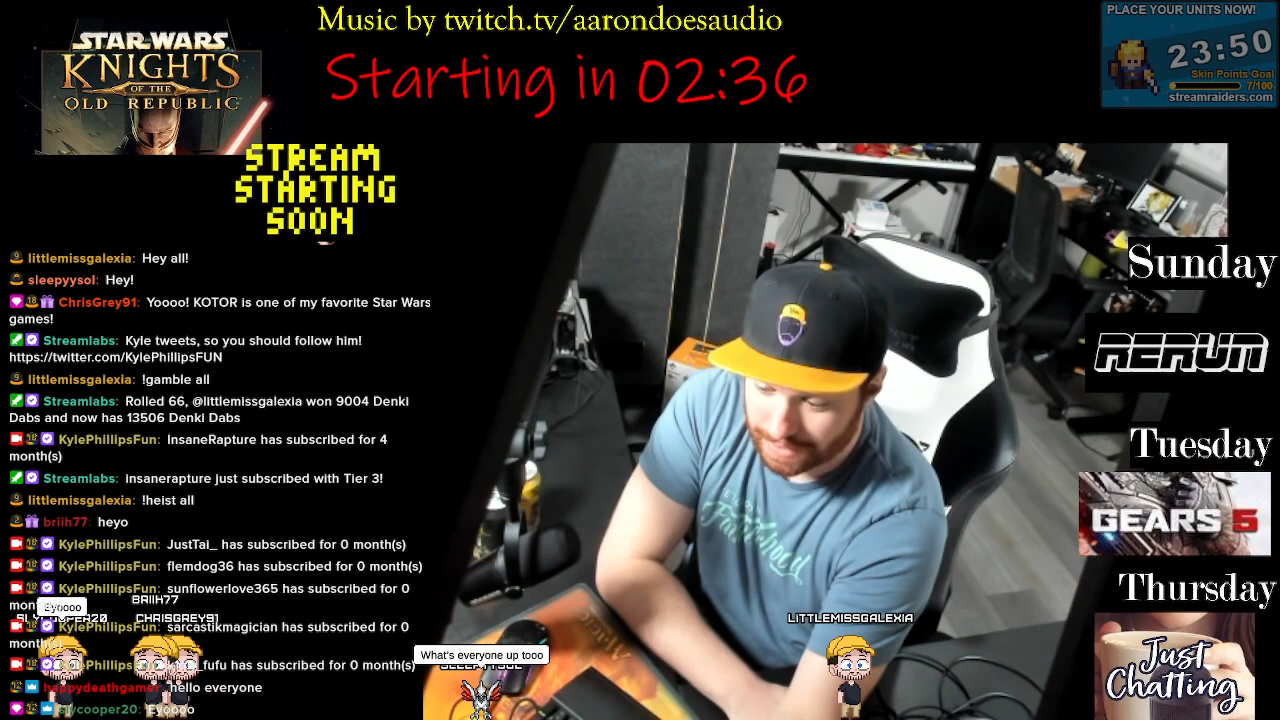 Music by twitch.tv/aarondoesaudio
PLACE YOUR UNITS NOW!
23:50
Skin Points Goal
7/100
streamraiders.com
STAR WARS
KNIGHTS
OF THE
OLD REPUBLIC
Starting in 02:36
STREAM
STARTING
SOON
littlemissgalexia: Hey all!
sleepyysol: Hey!
ChrisGrey91: Yoooo! KOTOR is one of my favorite Star Wars
games!
Streamlabs: Kyle tweets, so you should follow him!
https://twitter.com/KylePhillipsFUN
littlemissgalexia: !gamble all
Streamlabs: Rolled 66, @littlemissgalexia won 9004 Denki
Dabs and now has 13506 Denki Dabs
KylePhillipsFun: InsaneRapture has subscribed for 4
month(s)
Streamlabs: Insanerapture just subscribed with Tier 3!
littlemissgalexia: !heist all
briih77: heyo
KylePhillipsFun: JustTai_ has subscribed for 0 month(s)
KylePhillipsFun: flemdog36 has subscribed for 0 month(s)
KylePhillipsFun: sunflowerlove365 has subscribed for 0
Eyoooo
BRIIH77
SLYCOOPER20
CHRISGREY91
KylePhillipsFun: sarcastikmagician has subscribed for 0
month(s)
fufu has subscribed for 0 month(s)
happydeathgamer: hello everyone
slycooper20: Eyoooo
What's everyone up tooo
LITTLEMISSGALEXIA
Sunday
RERUN
Tuesday
GEARS 5
Thursday
Just
Chatting